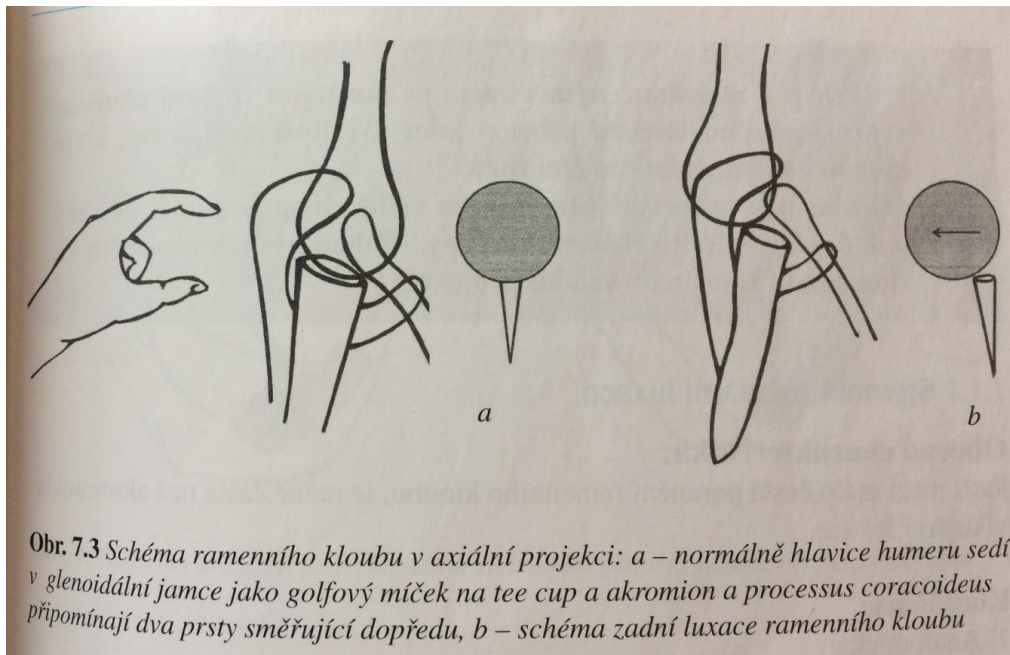 a
b
Obr. 7.3 Schéma ramenního kloubu v axiální projekci: a – normálně hlavice humeru sedí
v glenoidální jamce jako golfový míček na tee cup a akromion a processus coracoideus
připomínají dva prsty směřující dopředu, b – schéma zadní luxace ramenního kloubu